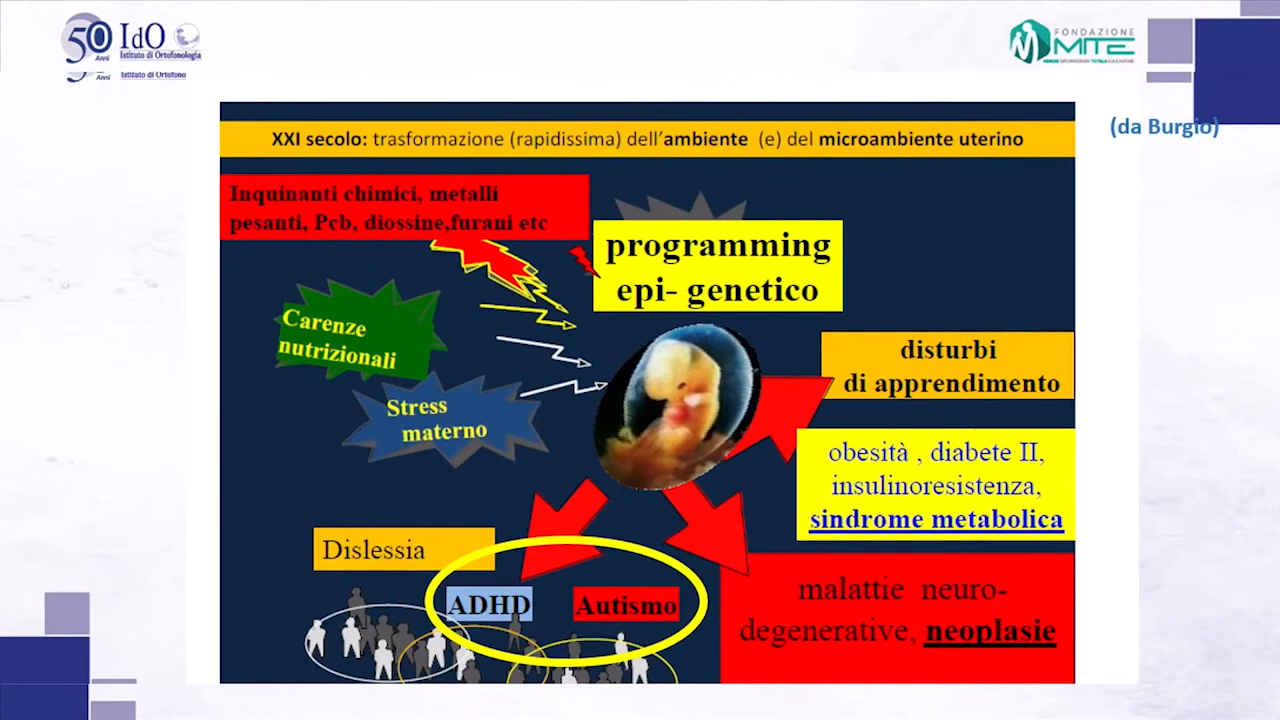 50 IdO
Anni Istituto di Ortofonologia
Anni Istituto di Ortofono
FONDAZIONE
MITE
(da Burgio)
XXI secolo: trasformazione (rapidissima) dell'ambiente (e) del microambiente uterino
Inquinanti chimici, metalli
pesanti, Pcb, diossine,furani etc
programming
epi- genetico
Carenze
nutrizionali
Stress
materno
disturbi
di apprendimento
obesità , diabete II,
insulinoresistenza,
sindrome metabolica
Dislessia
ADHD
Autismo
malattie neuro-
degenerative, neoplasie